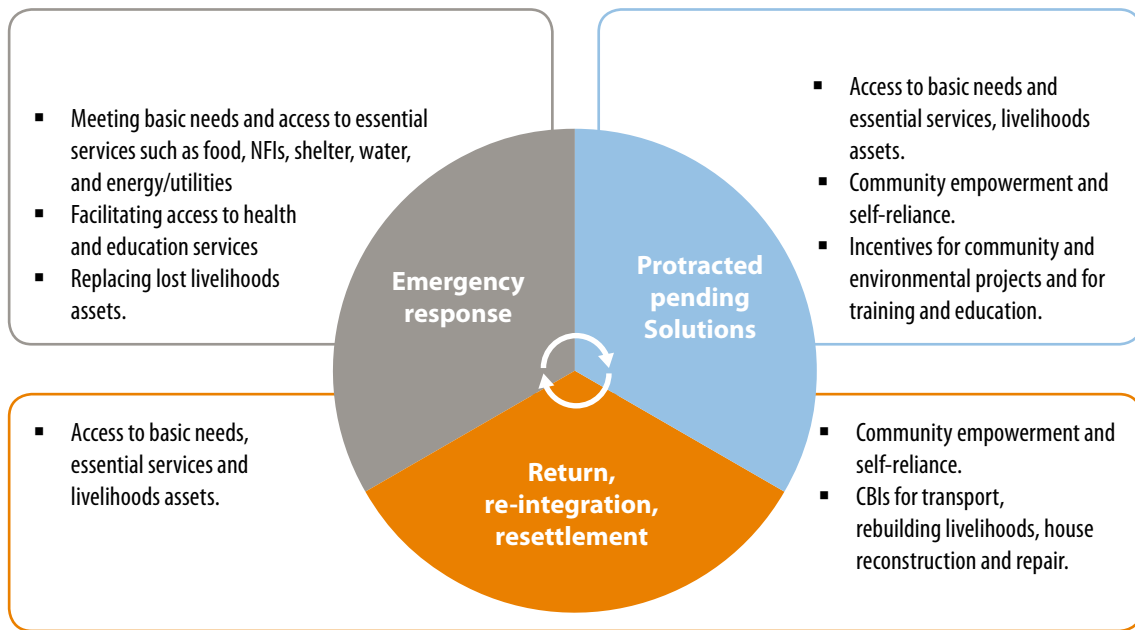 ▪ Meeting basic needs and access to essential
services such as food, NFIs, shelter, water,
and energy/utilities
▪ Facilitating access to health
and education services
▪ Replacing lost livelihoods
assets.
▪ Access to basic needs and
essential services, livelihoods
assets.
▪ Community empowerment and
self-reliance.
▪ Incentives for community and
environmental projects and for
training and education.
Emergency
response
Protracted
pending
Solutions
Return,
re-integration,
resettlement
▪ Access to basic needs,
essential services and
livelihoods assets.
▪ Community empowerment and
self-reliance.
▪ CBIs for transport,
rebuilding livelihoods, house
reconstruction and repair.